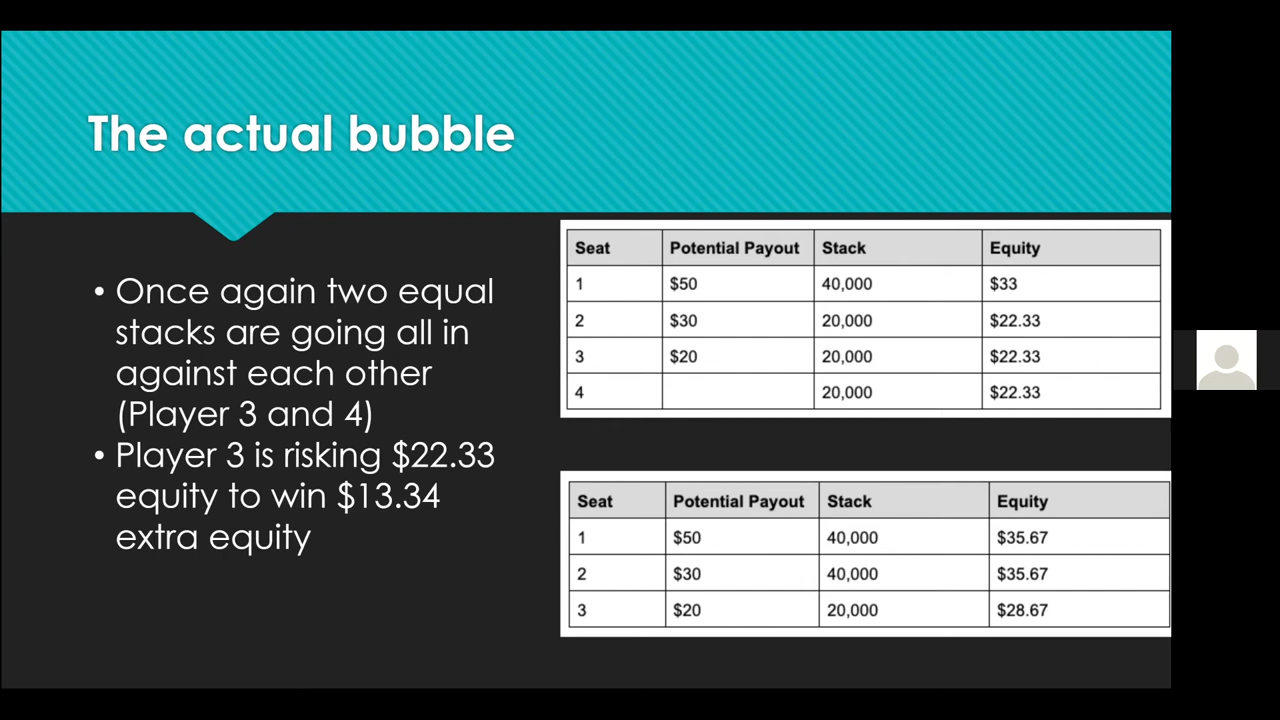 The actual bubble
• Once again two equal
stacks are going all in
against each other
(Player 3 and 4)
• Player 3 is risking $22.33
equity to win $13.34
extra equity
Seat Potential Payout Stack Equity
1 $50 40,000 $33
2 $30 20,000 $22.33
3 $20 20,000 $22.33
4 20,000 $22.33
Seat Potential Payout Stack Equity
1 $50 40,000 $35.67
2 $30 40,000 $35.67
3 $20 20,000 $28.67